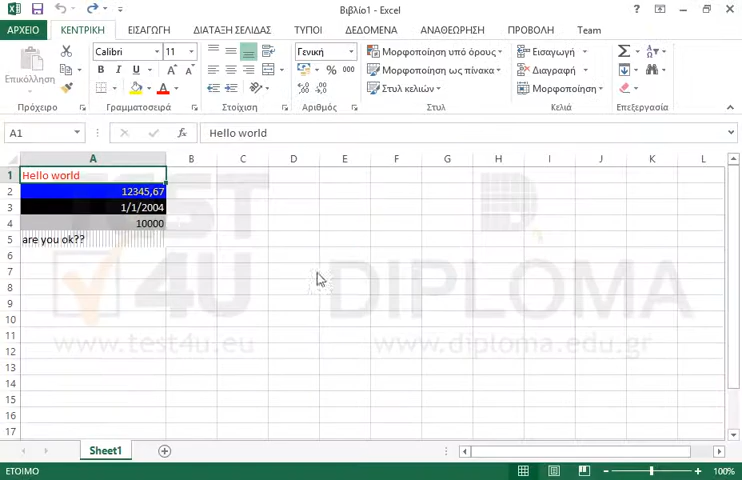 Βιβλίο1 - Excel
ΑΡΧΕΙΟ ΚΕΝΤΡΙΚΗ ΕΙΣΑΓΩΓΗ ΔΙΑΤΑΞΗ ΣΕΛΙΔΑΣ ΤΥΠΟΙ ΔΕΔΟΜΕΝΑ ΑΝΑΘΕΩΡΗΣΗ ΠΡΟΒΟΛΗ Team
Επικόλληση
Calibri 11
B I U
Γενική
% 000
Μορφοποίηση υπό όρους
Μορφοποίηση ως πίνακα
Στυλ κελιών
Εισαγωγή
Διαγραφή
Μορφοποίηση
Πρόχειρο Γραμματοσειρά Στοίχιση Αριθμός Στυλ Κελιά Επεξεργασία
A1 fx Hello world
A B C D E F G H I J K L
1 Hello world
2 12345,67
3 1/1/2004
4 10000
5 are you ok??
6
7
8
9
10
11
12
13
14
15
16
17
TEST
4U
DIPLOMA
www.test4u.eu
www.diploma.edu.gr
Sheet1
ΕΤΟΙΜΟ 100%